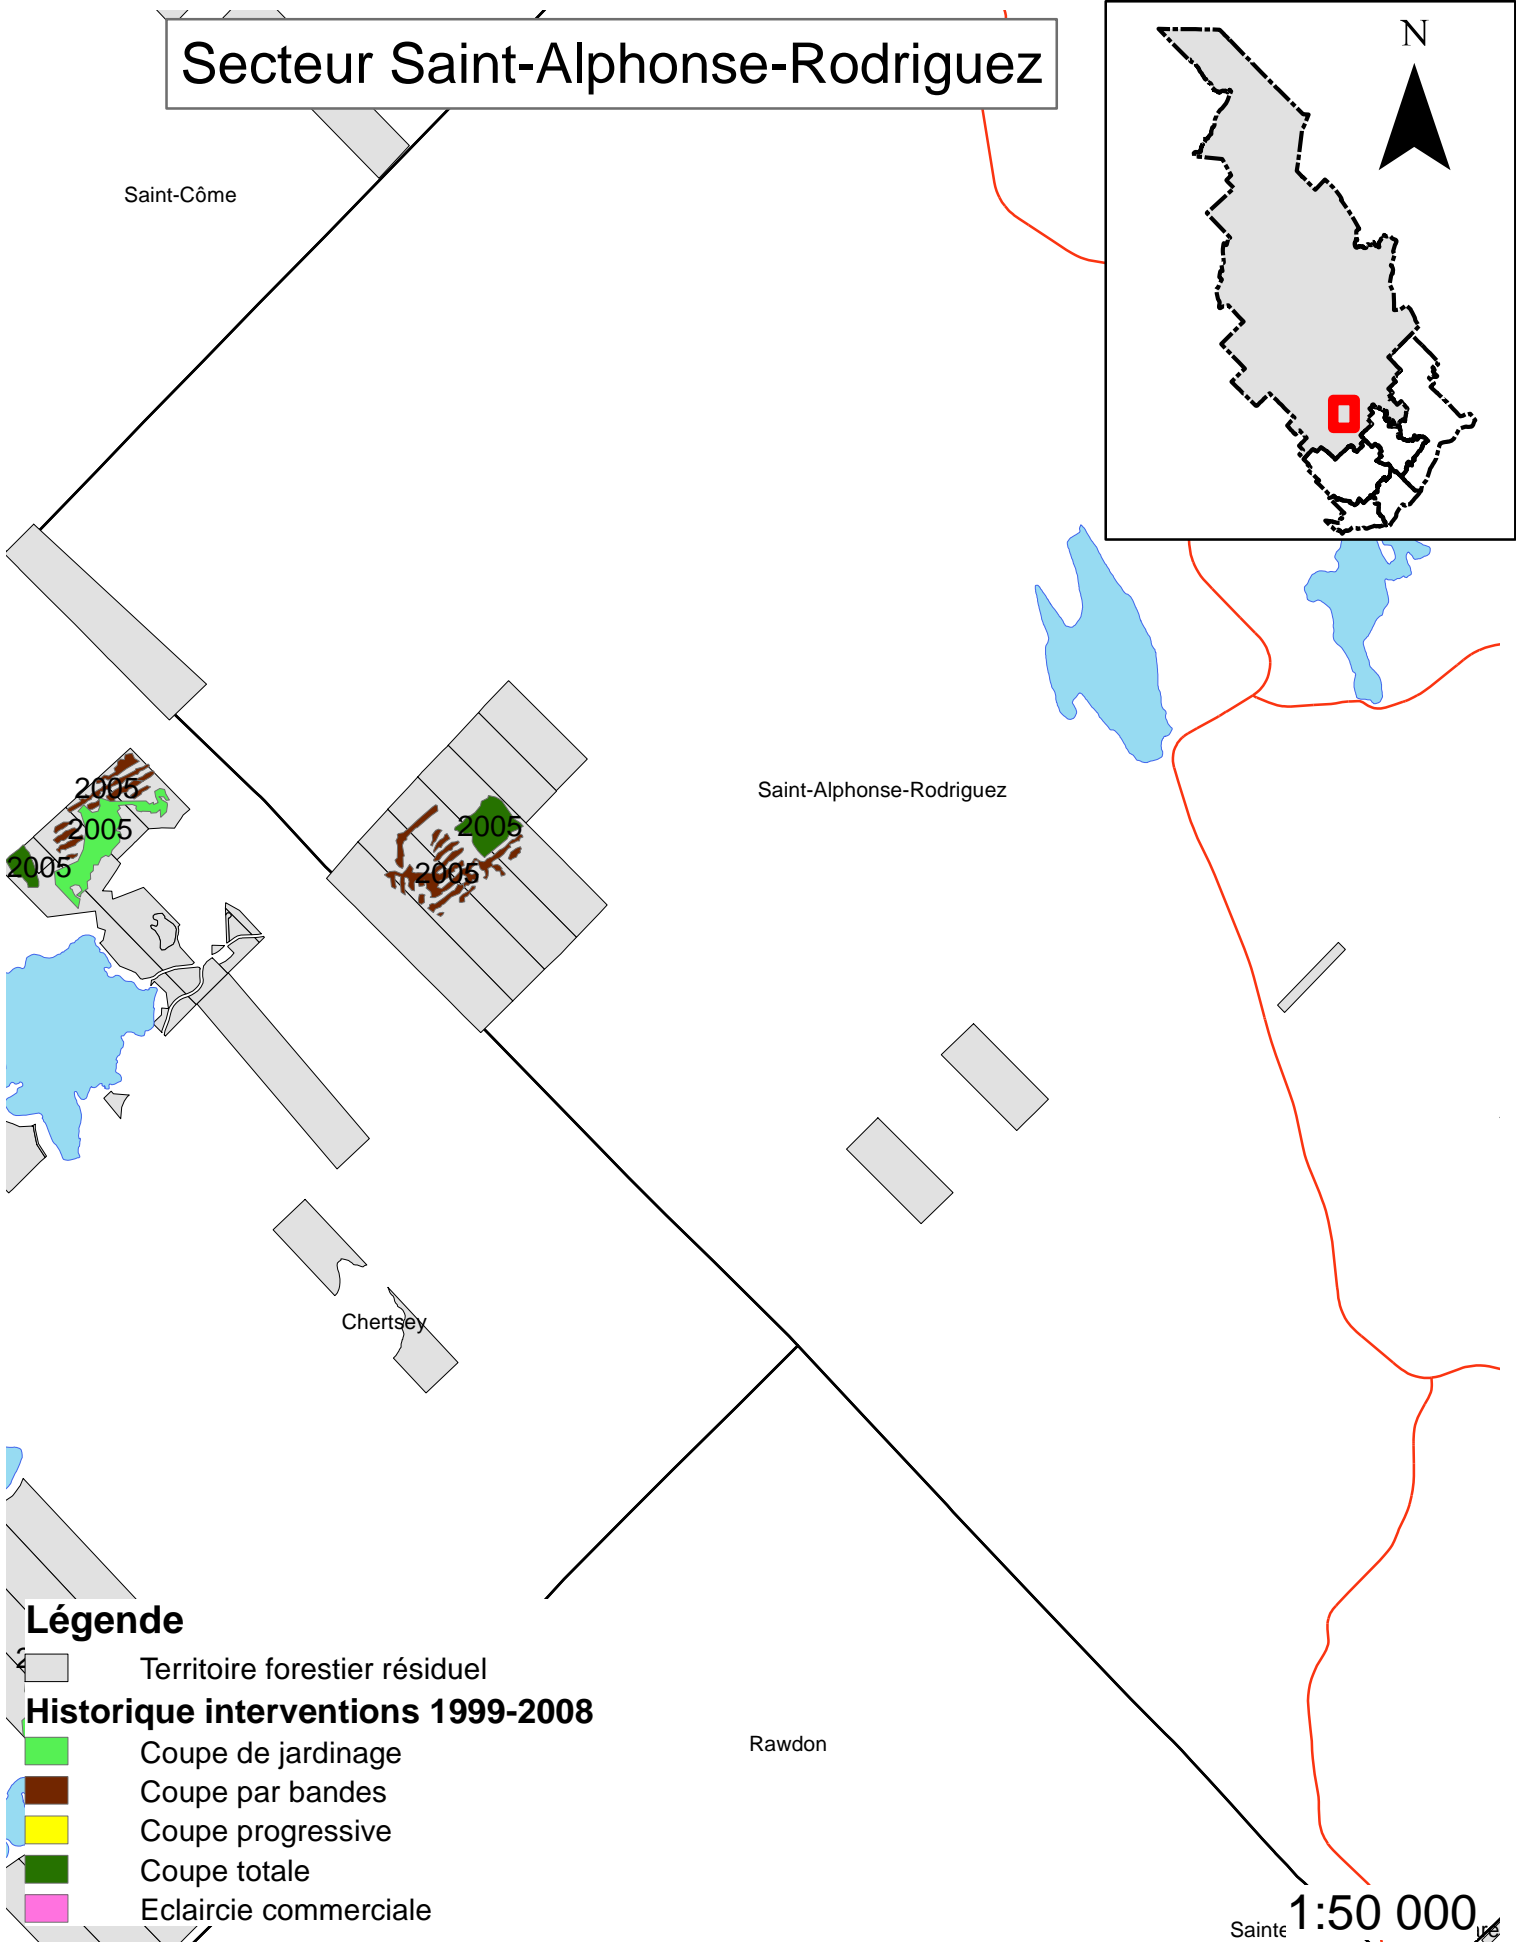 Secteur Saint-Alphonse-Rodriguez
N
Saint-Côme
2005
2005
2005
2005
2005
Saint-Alphonse-Rodriguez
Chertsey
Légende
Territoire forestier résiduel
Historique interventions 1999-2008
Coupe de jardinage
Coupe par bandes
Coupe progressive
Coupe totale
Eclaircie commerciale
Rawdon
1:50 000
Sainte